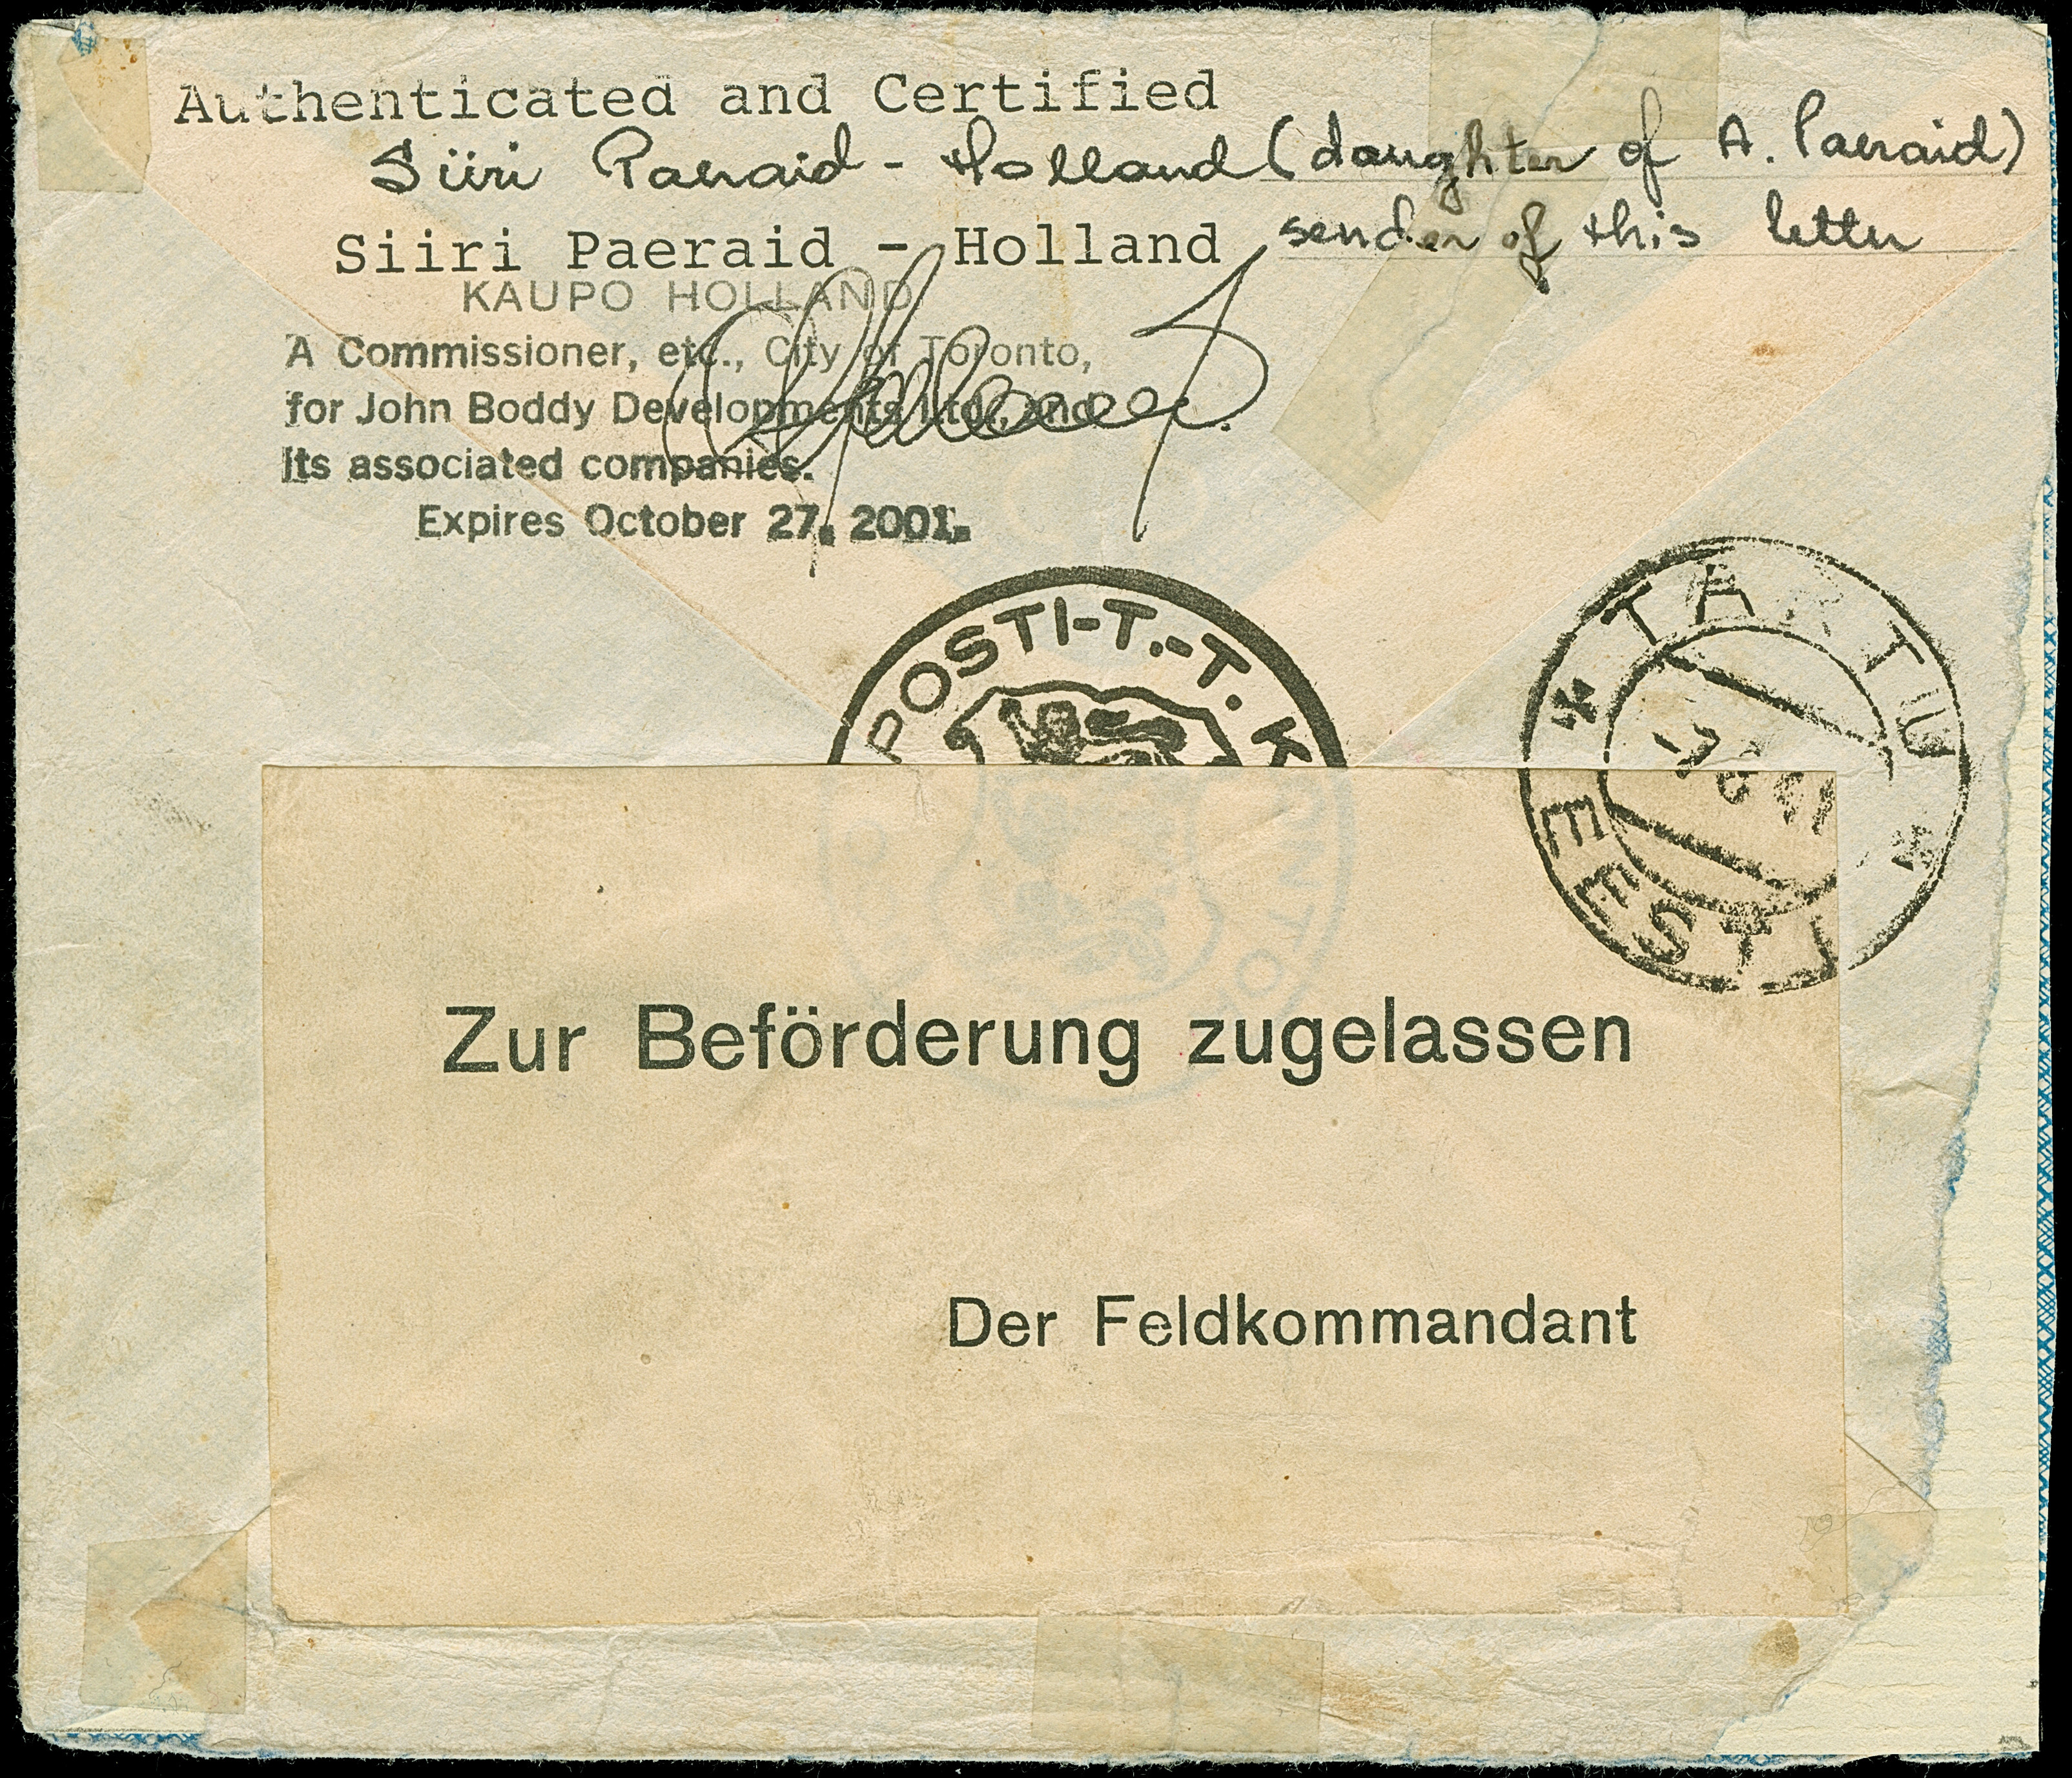 Authenticated and Certified
Siiri Paeraid - Holland (daughter of A. Paeraid)
sender of this letter
Siiri Paeraid - Holland
KAUPO HOLLAND
A Commissioner, etc., City of Toronto,
for John Boddy Developments Ltd., and
Its associated companies.
Expires October 27, 2001.
POSTI-T.-T. KONTOR
TARTU
EESTI
Zur Beförderung zugelassen
Der Feldkommandant